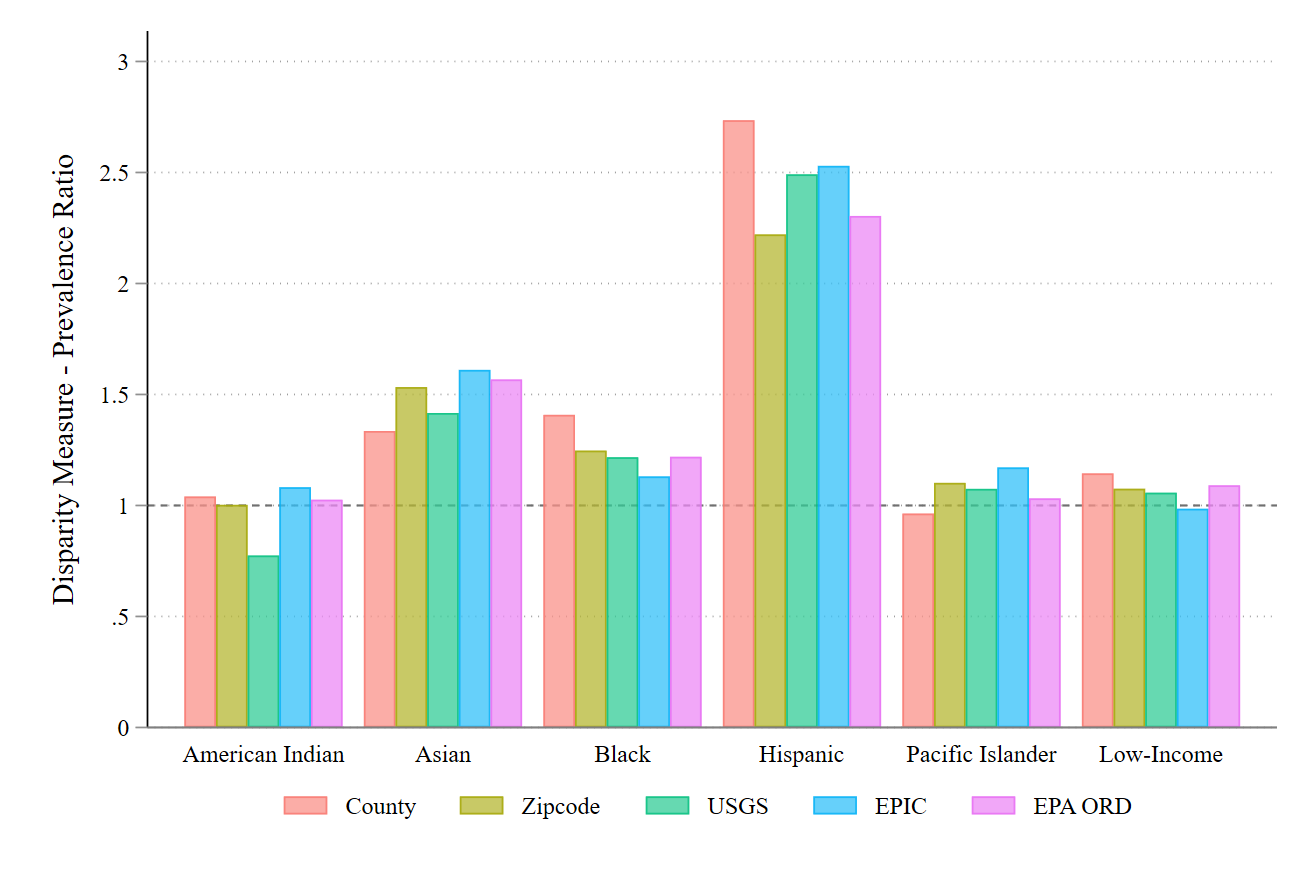 Disparity Measure - Prevalence Ratio
3
2.5
2
1.5
1
.5
0
American Indian Asian Black Hispanic Pacific Islander Low-Income
County Zipcode USGS EPIC EPA ORD